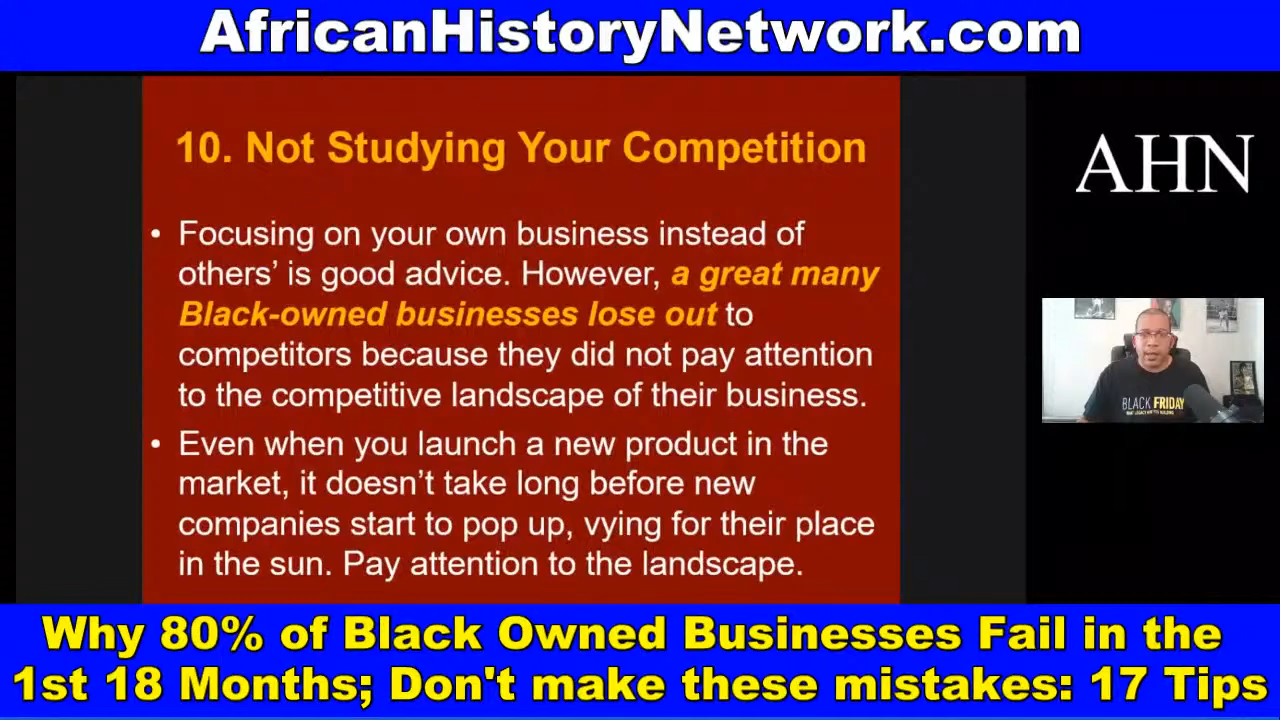 AfricanHistoryNetwork.com
10. Not Studying Your Competition
• Focusing on your own business instead of
others’ is good advice. However, a great many
Black-owned businesses lose out to
competitors because they did not pay attention
to the competitive landscape of their business.
• Even when you launch a new product in the
market, it doesn’t take long before new
companies start to pop up, vying for their place
in the sun. Pay attention to the landscape.
AHN
BLACK FRIDAY
Why 80% of Black Owned Businesses Fail in the
1st 18 Months; Don't make these mistakes: 17 Tips